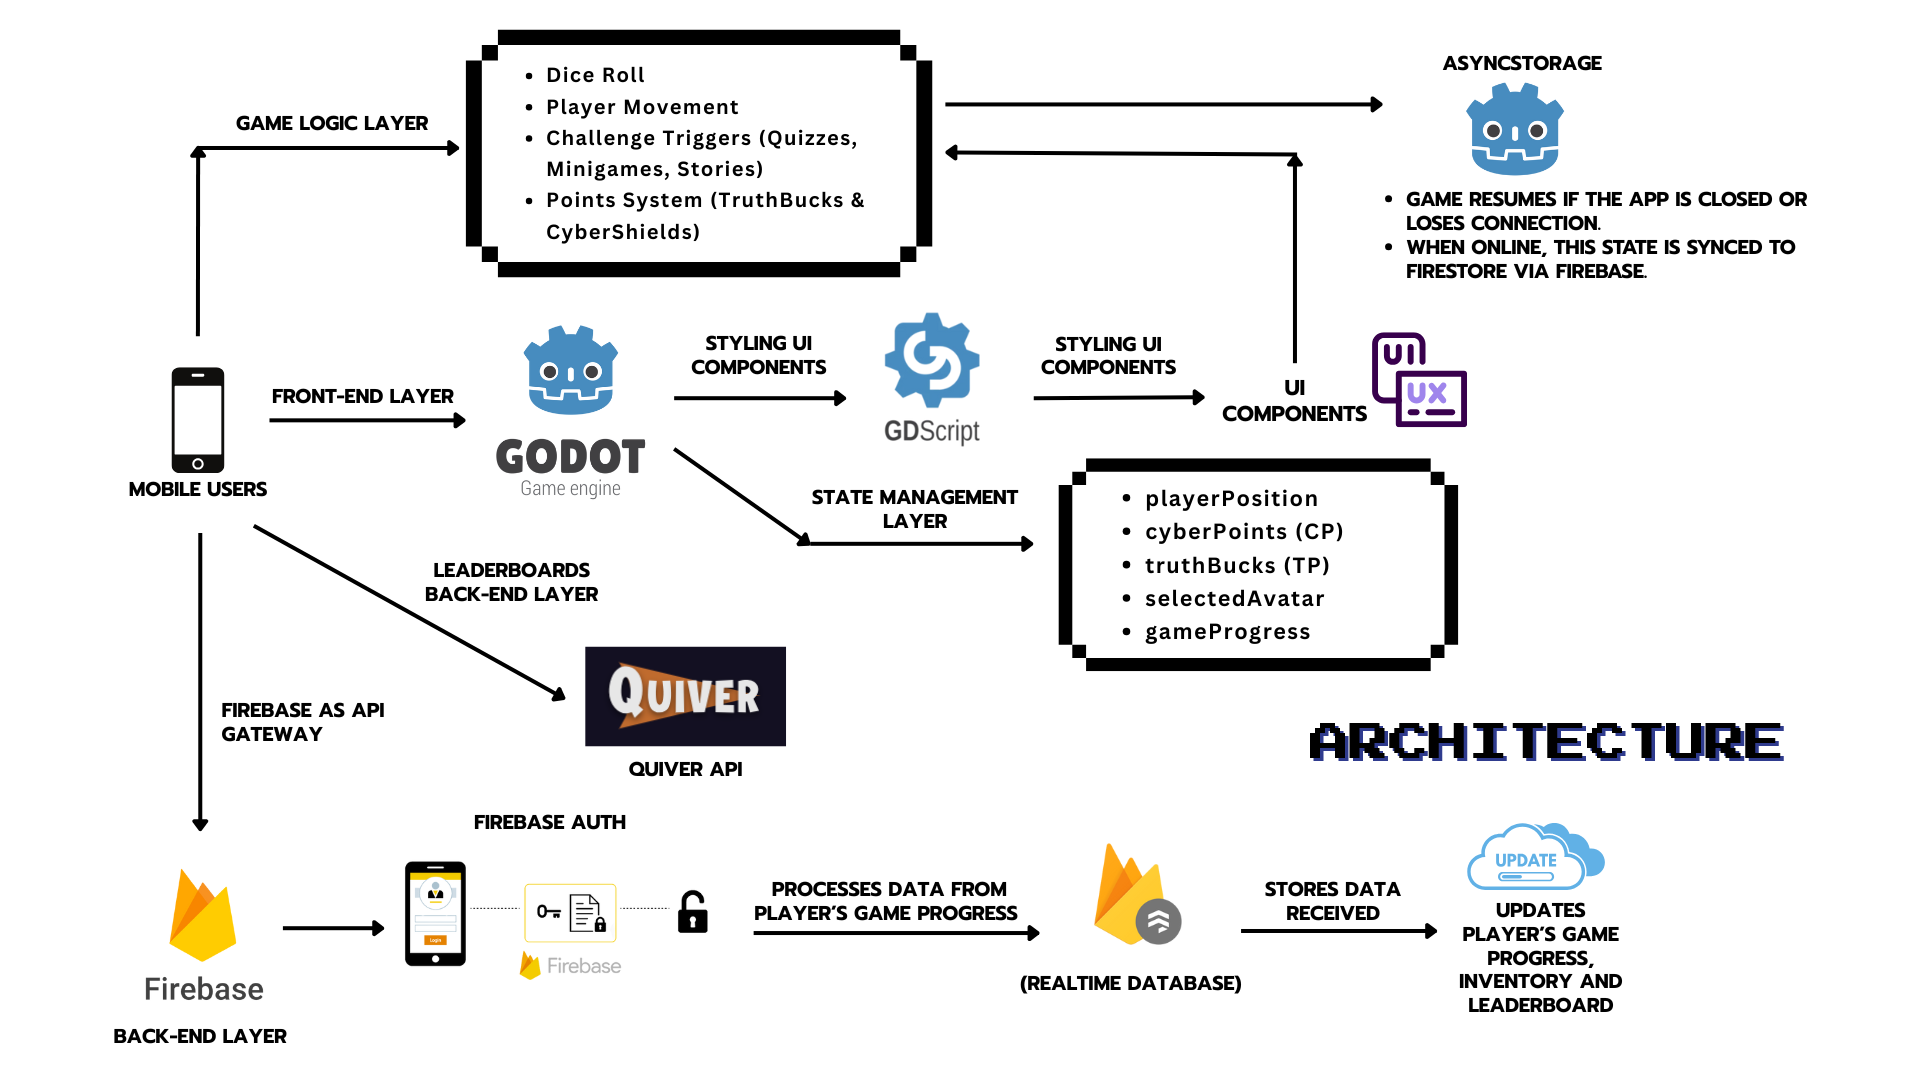 GAME LOGIC LAYER
• Dice Roll
• Player Movement
• Challenge Triggers (Quizzes,
Minigames, Stories)
• Points System (TruthBucks &
CyberShields)
ASYNCSTORAGE
• GAME RESUMES IF THE APP IS CLOSED OR
LOSES CONNECTION.
• WHEN ONLINE, THIS STATE IS SYNCED TO
FIRESTORE VIA FIREBASE.
MOBILE USERS
FRONT-END LAYER
GODOT
Game engine
STYLING UI
COMPONENTS
GDScript
STYLING UI
COMPONENTS
UI
COMPONENTS
UI
UX
STATE MANAGEMENT
LAYER
• playerPosition
• cyberPoints (CP)
• truthBucks (TP)
• selectedAvatar
• gameProgress
LEADERBOARDS
BACK-END LAYER
QUIVER
QUIVER API
FIREBASE AS API
GATEWAY
ARCHITECTURE
Firebase
BACK-END LAYER
FIREBASE AUTH
Login
Firebase
PROCESSES DATA FROM
PLAYER'S GAME PROGRESS
(REALTIME DATABASE)
STORES DATA
RECEIVED
UPDATE
UPDATES
PLAYER'S GAME
PROGRESS,
INVENTORY AND
LEADERBOARD